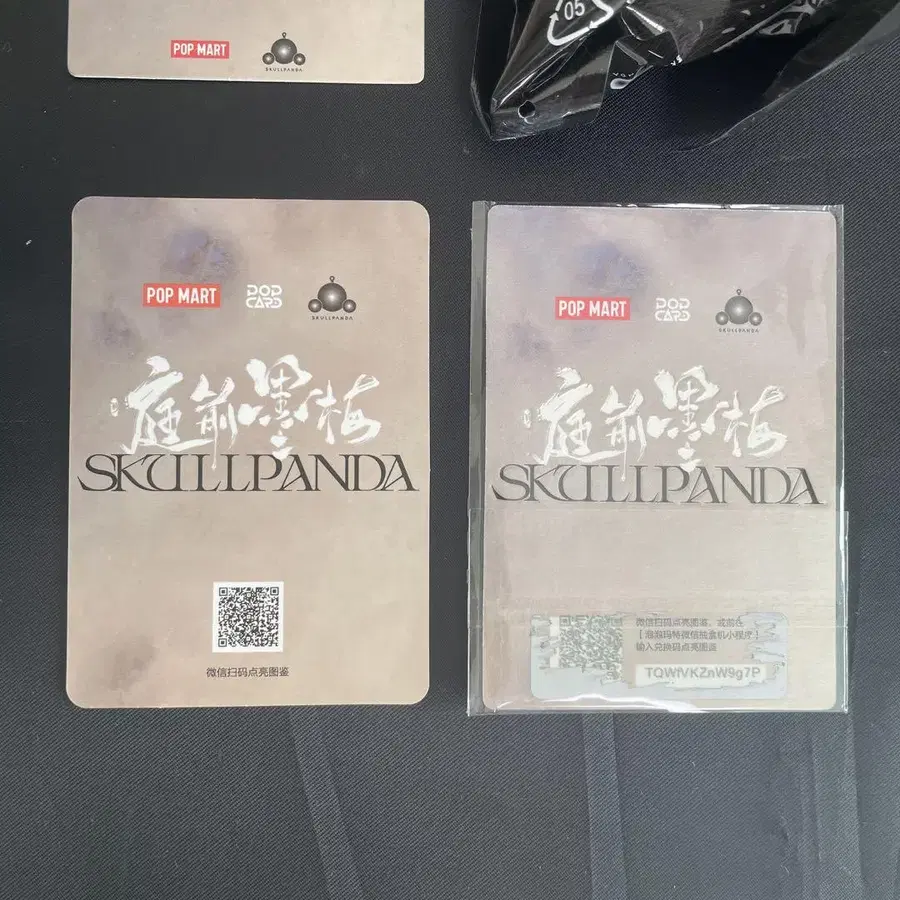 POP MART
SKULLPANDA
05
POP MART
POP CARD
SKULLPANDA
庭前墨梅
SKULLPANDA
微信扫码点亮图鉴
POP MART
POP CARD
SKULLPANDA
庭前墨梅
SKULLPANDA
微信扫码点亮图鉴，或前往
【泡泡玛特微信抽盒机小程序】
输入兑换码点亮图鉴
TQWfVKZnW9g7P